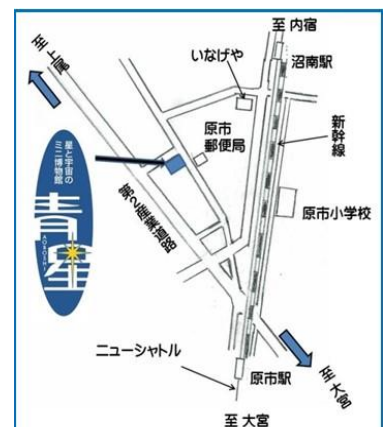 至 内宿
至上尾
沼南駅
いなげや
新幹線
原市
郵便局
星と宇宙の
ミニ博物館
青星
AOBOSHI
第2産業道路
原市小学校
ニューシャトル
原市駅
至大宮
至 大宮